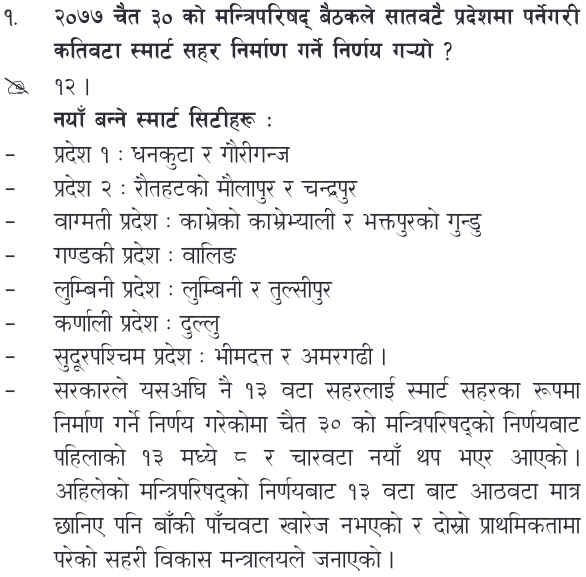 १. २०७७ चैत ३० को मन्त्रिपरिषद् बैठकले सातवटै प्रदेशमा पर्नेगरी
कतिवटा स्मार्ट सहर निर्माण गर्ने निर्णय गऱ्यो ?
१२ ।
नयाँ बन्ने स्मार्ट सिटीहरू :
– प्रदेश १ : धनकुटा र गौरीगन्ज
– प्रदेश २ : रौतहटको मौलापुर र चन्द्रपुर
– वाग्मती प्रदेश : काभ्रेको काभ्रेभ्याली र भक्तपुरको गुन्डु
– गण्डकी प्रदेश : वालिङ
– लुम्बिनी प्रदेश : लुम्बिनी र तुल्सीपुर
– कर्णाली प्रदेश : दुल्लु
– सुदूरपश्चिम प्रदेश : भीमदत्त र अमरगढी ।
– सरकारले यसअघि नै १३ वटा सहरलाई स्मार्ट सहरका रूपमा
निर्माण गर्ने निर्णय गरेकोमा चैत ३० को मन्त्रिपरिषद्को निर्णयबाट
पहिलाको १३ मध्ये ८ र चारवटा नयाँ थप भएर आएको ।
अहिलेको मन्त्रिपरिषद्को निर्णयबाट १३ वटा बाट आठवटा मात्र
छानिए पनि बाँकी पाँचवटा खारेज नभएको र दोस्रो प्राथमिकतामा
परेको सहरी विकास मन्त्रालयले जनाएको ।